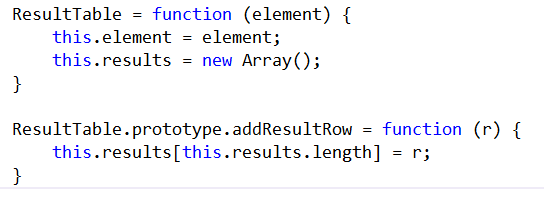 ResultTable = function (element) {
    this.element = element;
    this.results = new Array();
}

ResultTable.prototype.addResultRow = function (r) {
    this.results[this.results.length] = r;
}